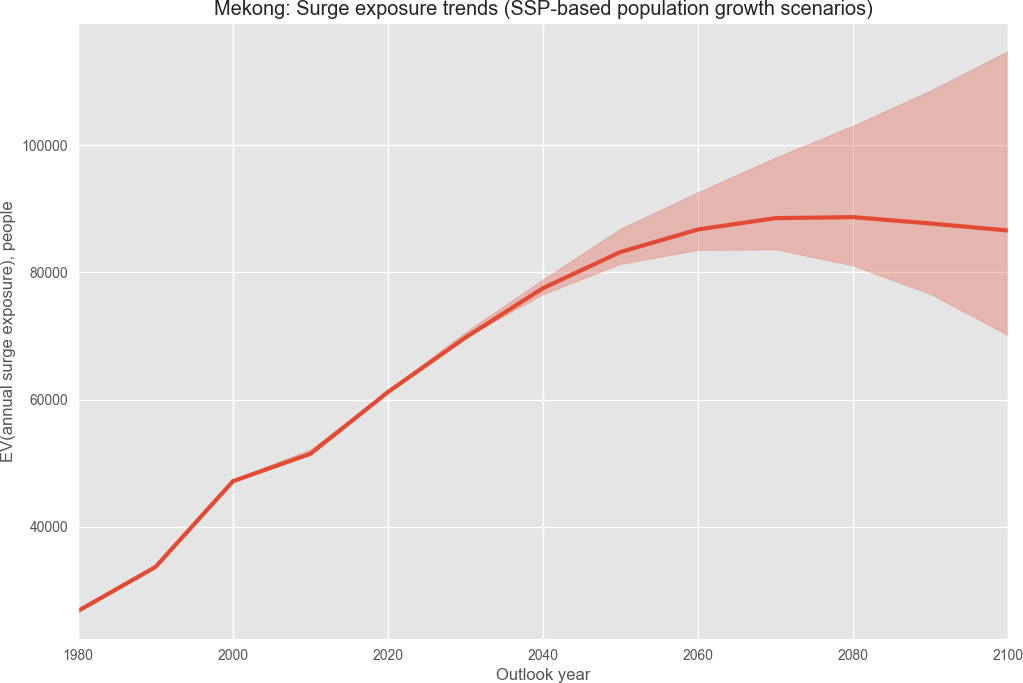 Mekong: Surge exposure trends (SSP-based population growth scenarios)
EV(annual surge exposure), people
100000
80000
60000
40000
1980 2000 2020 2040 2060 2080 2100
Outlook year